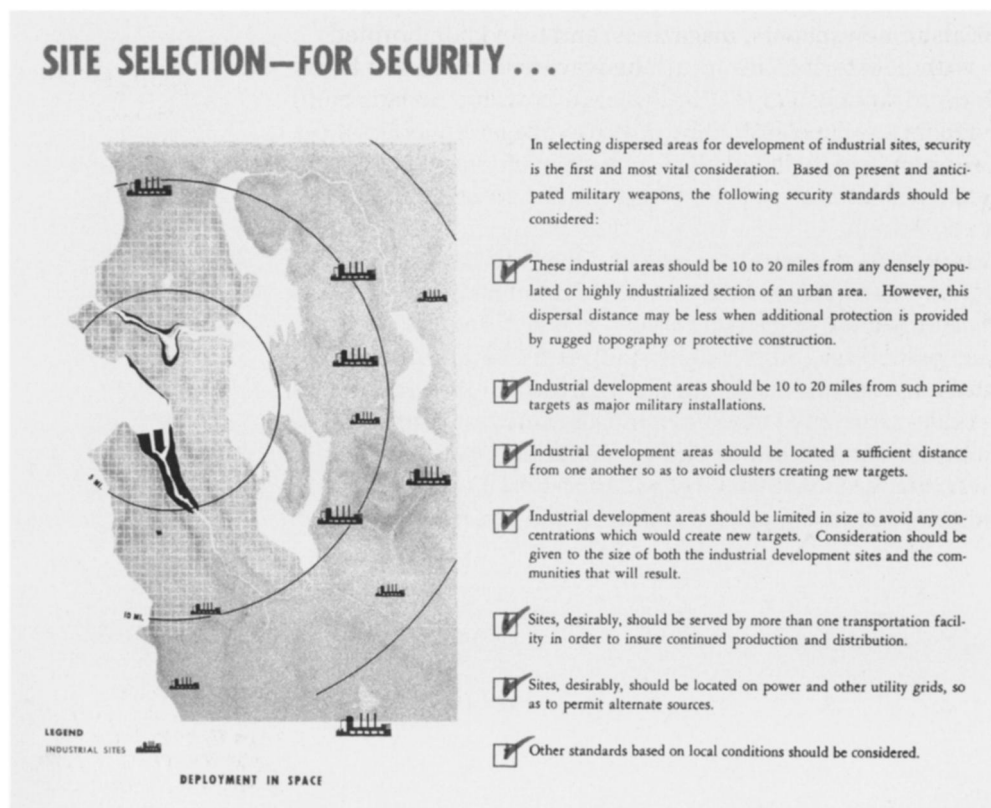 SITE SELECTION—FOR SECURITY...
In selecting dispersed areas for development of industrial sites, security
is the first and most vital consideration. Based on present and antici-
pated military weapons, the following security standards should be
considered:
These industrial areas should be 10 to 20 miles from any densely popu-
lated or highly industrialized section of an urban area. However, this
dispersal distance may be less when additional protection is provided
by rugged topography or protective construction.
Industrial development areas should be 10 to 20 miles from such prime
targets as major military installations.
Industrial development areas should be located a sufficient distance
from one another so as to avoid clusters creating new targets.
Industrial development areas should be limited in size to avoid any con-
centrations which would create new targets. Consideration should be
given to the size of both the industrial development sites and the com-
munities that will result.
Sites, desirably, should be served by more than one transportation facil-
ity in order to insure continued production and distribution.
Sites, desirably, should be located on power and other utility grids, so
as to permit alternate sources.
Other standards based on local conditions should be considered.
MI.
10 MI.
LEGEND
INDUSTRIAL SITES
DEPLOYMENT IN SPACE